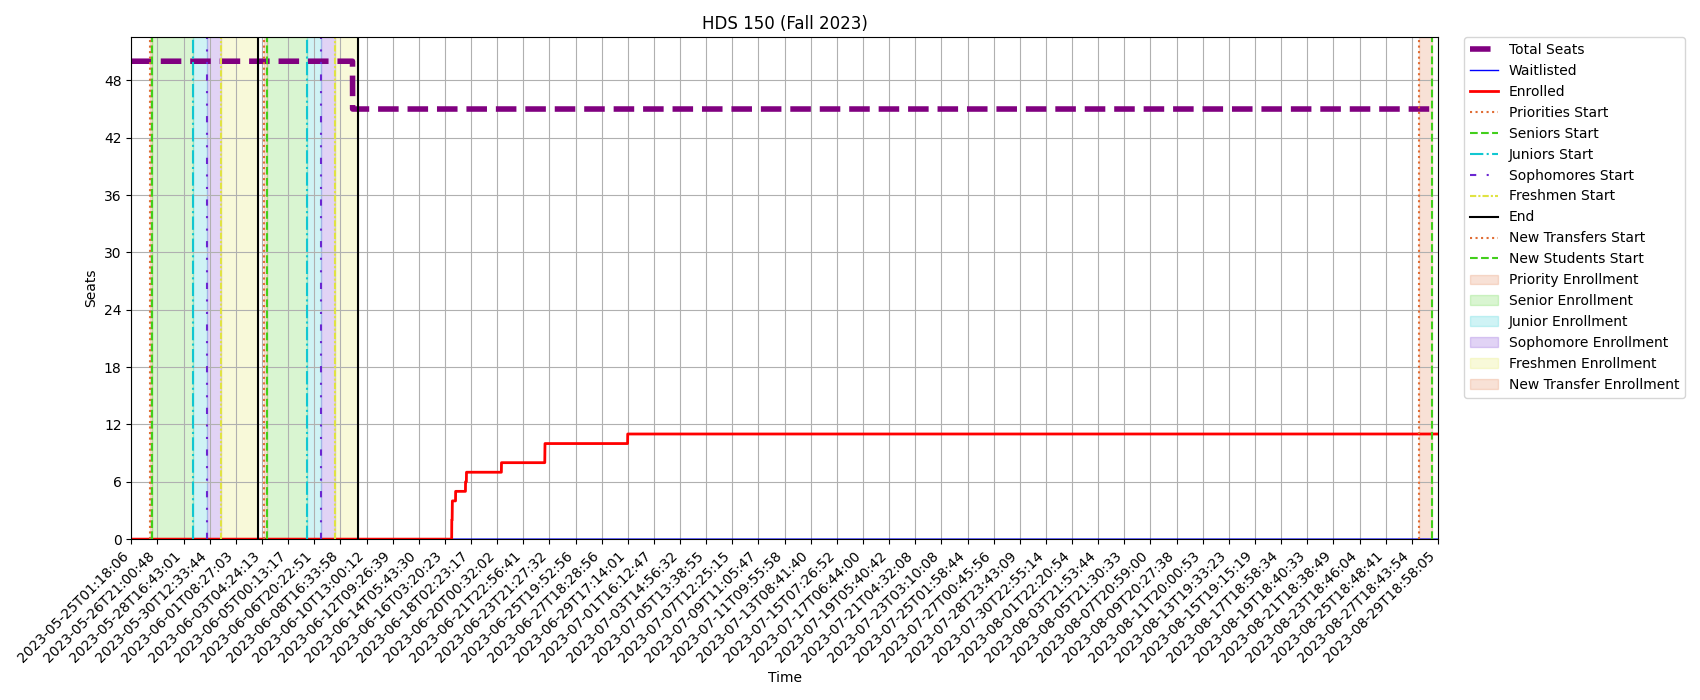 HDS 150 (Fall 2023)
Seats
48
42
36
30
24
18
12
6
0
2023-05-25T01:18:06
2023-05-26T21:00:48
2023-05-28T16:43:01
2023-05-30T12:33:44
2023-06-01T08:27:03
2023-06-03T04:24:13
2023-06-05T00:13:17
2023-06-06T20:22:51
2023-06-08T16:33:58
2023-06-10T13:00:12
2023-06-12T09:26:39
2023-06-14T05:43:30
2023-06-16T03:20:23
2023-06-18T02:23:17
2023-06-20T00:32:02
2023-06-21T22:56:41
2023-06-23T21:27:32
2023-06-25T19:52:56
2023-06-27T18:28:56
2023-06-29T17:14:01
2023-07-01T16:12:47
2023-07-03T14:56:32
2023-07-05T13:38:55
2023-07-07T12:25:15
2023-07-09T11:05:47
2023-07-11T09:55:58
2023-07-13T08:41:40
2023-07-15T07:26:52
2023-07-17T06:44:00
2023-07-19T05:40:42
2023-07-21T04:32:08
2023-07-23T03:10:08
2023-07-25T01:58:44
2023-07-27T00:45:56
2023-07-28T23:43:09
2023-07-30T22:55:14
2023-08-01T22:20:54
2023-08-03T21:53:44
2023-08-05T21:30:33
2023-08-07T20:59:00
2023-08-09T20:27:38
2023-08-11T20:00:53
2023-08-13T19:33:23
2023-08-15T19:15:19
2023-08-17T18:58:34
2023-08-19T18:40:33
2023-08-21T18:38:49
2023-08-23T18:46:04
2023-08-25T18:48:41
2023-08-27T18:43:54
2023-08-29T18:58:05
Time
Total Seats
Waitlisted
Enrolled
Priorities Start
Seniors Start
Juniors Start
Sophomores Start
Freshmen Start
End
New Transfers Start
New Students Start
Priority Enrollment
Senior Enrollment
Junior Enrollment
Sophomore Enrollment
Freshmen Enrollment
New Transfer Enrollment